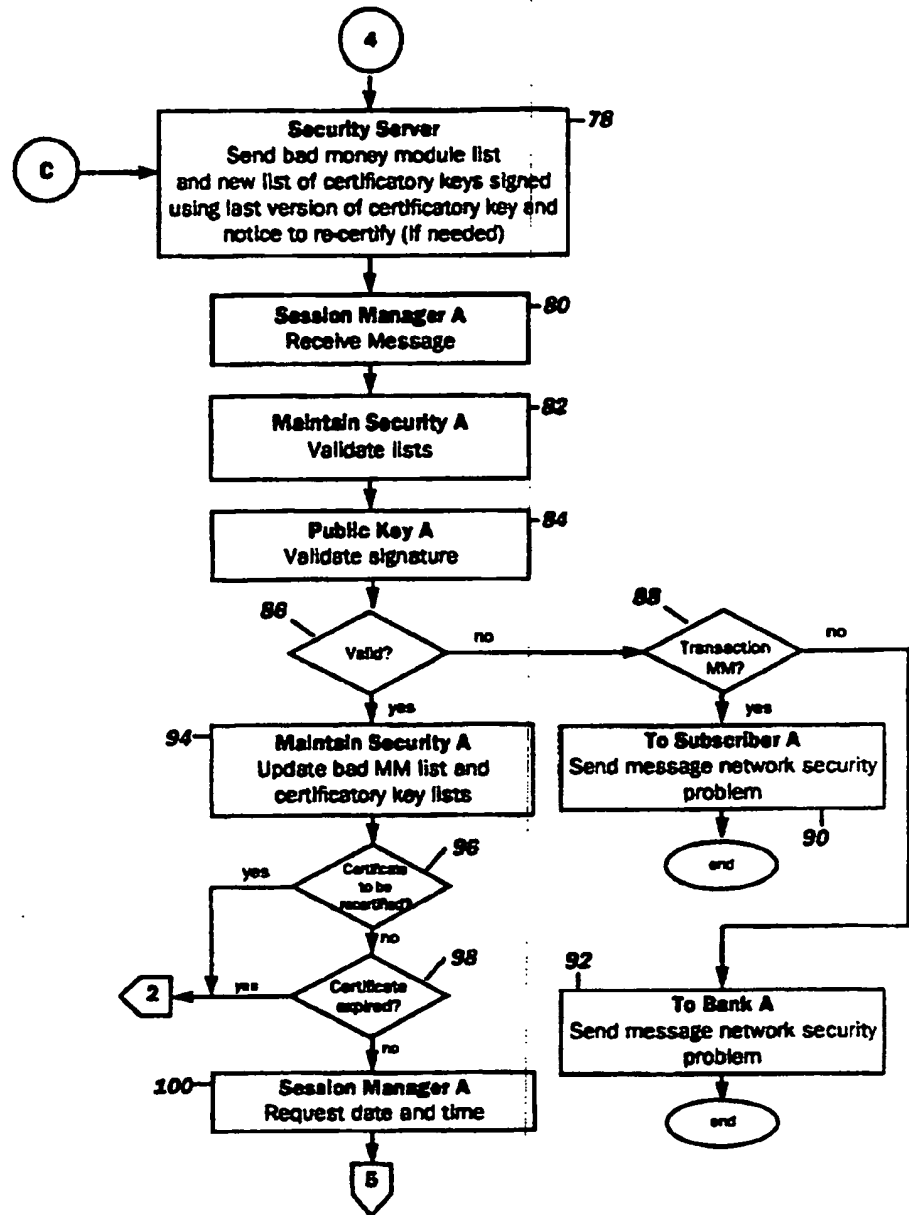 4
C
Security Server
78
Send bad money module list
and new list of certificatory keys signed
using last version of certificatory key and
notice to re-certify (if needed)
Session Manager A
80
Receive Message
Maintain Security A
82
Validate lists
Public Key A
84
Validate signature
86
Valid?
no
88
Transaction
MM?
no
yes
yes
94
Maintain Security A
Update bad MM list and
certificatory key lists
To Subscriber A
Send message network security
problem
90
end
96
yes
Certificate
to be
recertified?
no
98
2
yes
Certificate
expired?
no
92
To Bank A
Send message network security
problem
end
100
Session Manager A
Request date and time
5